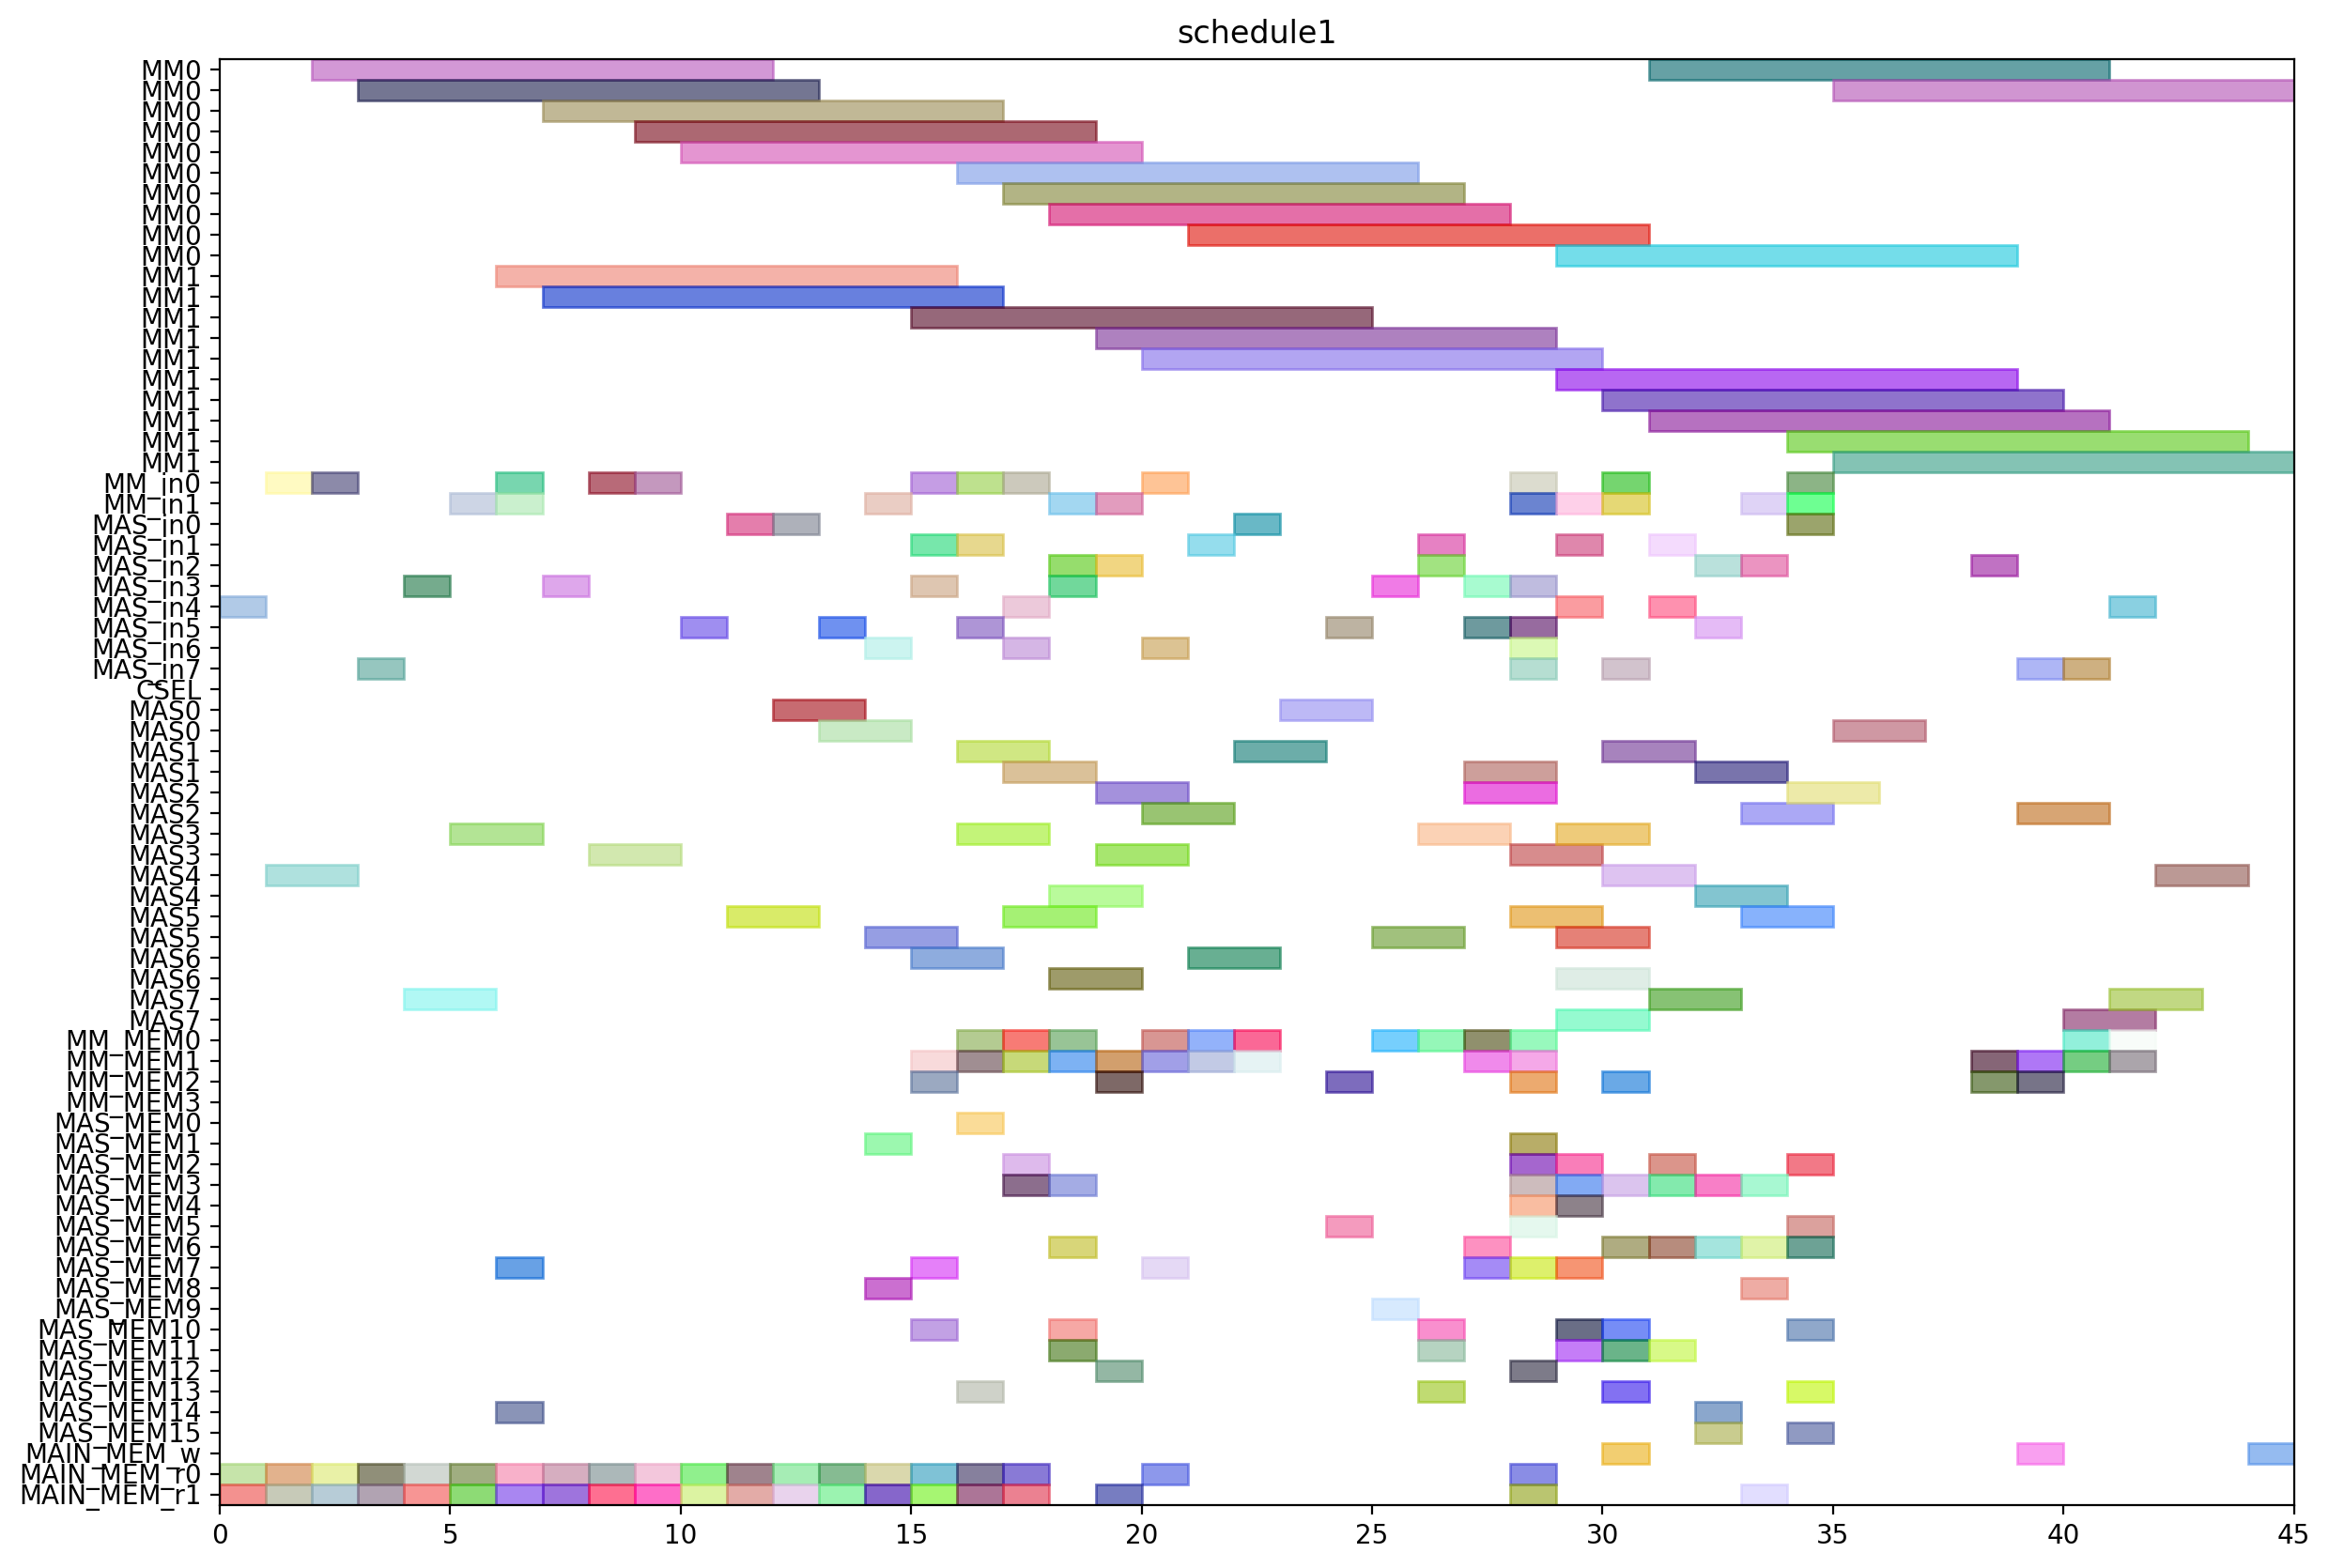 schedule1
MM0
MM0
MM0
MM0
MM0
MM0
MM0
MM0
MM0
MM0
MM1
MM1
MM1
MM1
MM1
MM1
MM1
MM1
MM1
MM1
MM_in0
MM_in1
MAS_in0
MAS_in1
MAS_in2
MAS_in3
MAS_in4
MAS_in5
MAS_in6
MAS_in7
CSEL
MAS0
MAS0
MAS1
MAS1
MAS2
MAS2
MAS3
MAS3
MAS4
MAS4
MAS5
MAS5
MAS6
MAS6
MAS7
MAS7
MM_MEM0
MM_MEM1
MM_MEM2
MM_MEM3
MAS_MEM0
MAS_MEM1
MAS_MEM2
MAS_MEM3
MAS_MEM4
MAS_MEM5
MAS_MEM6
MAS_MEM7
MAS_MEM8
MAS_MEM9
MAS_MEM10
MAS_MEM11
MAS_MEM12
MAS_MEM13
MAS_MEM14
MAS_MEM15
MAIN_MEM_w
MAIN_MEM_r0
MAIN_MEM_r1
0 5 10 15 20 25 30 35 40 45